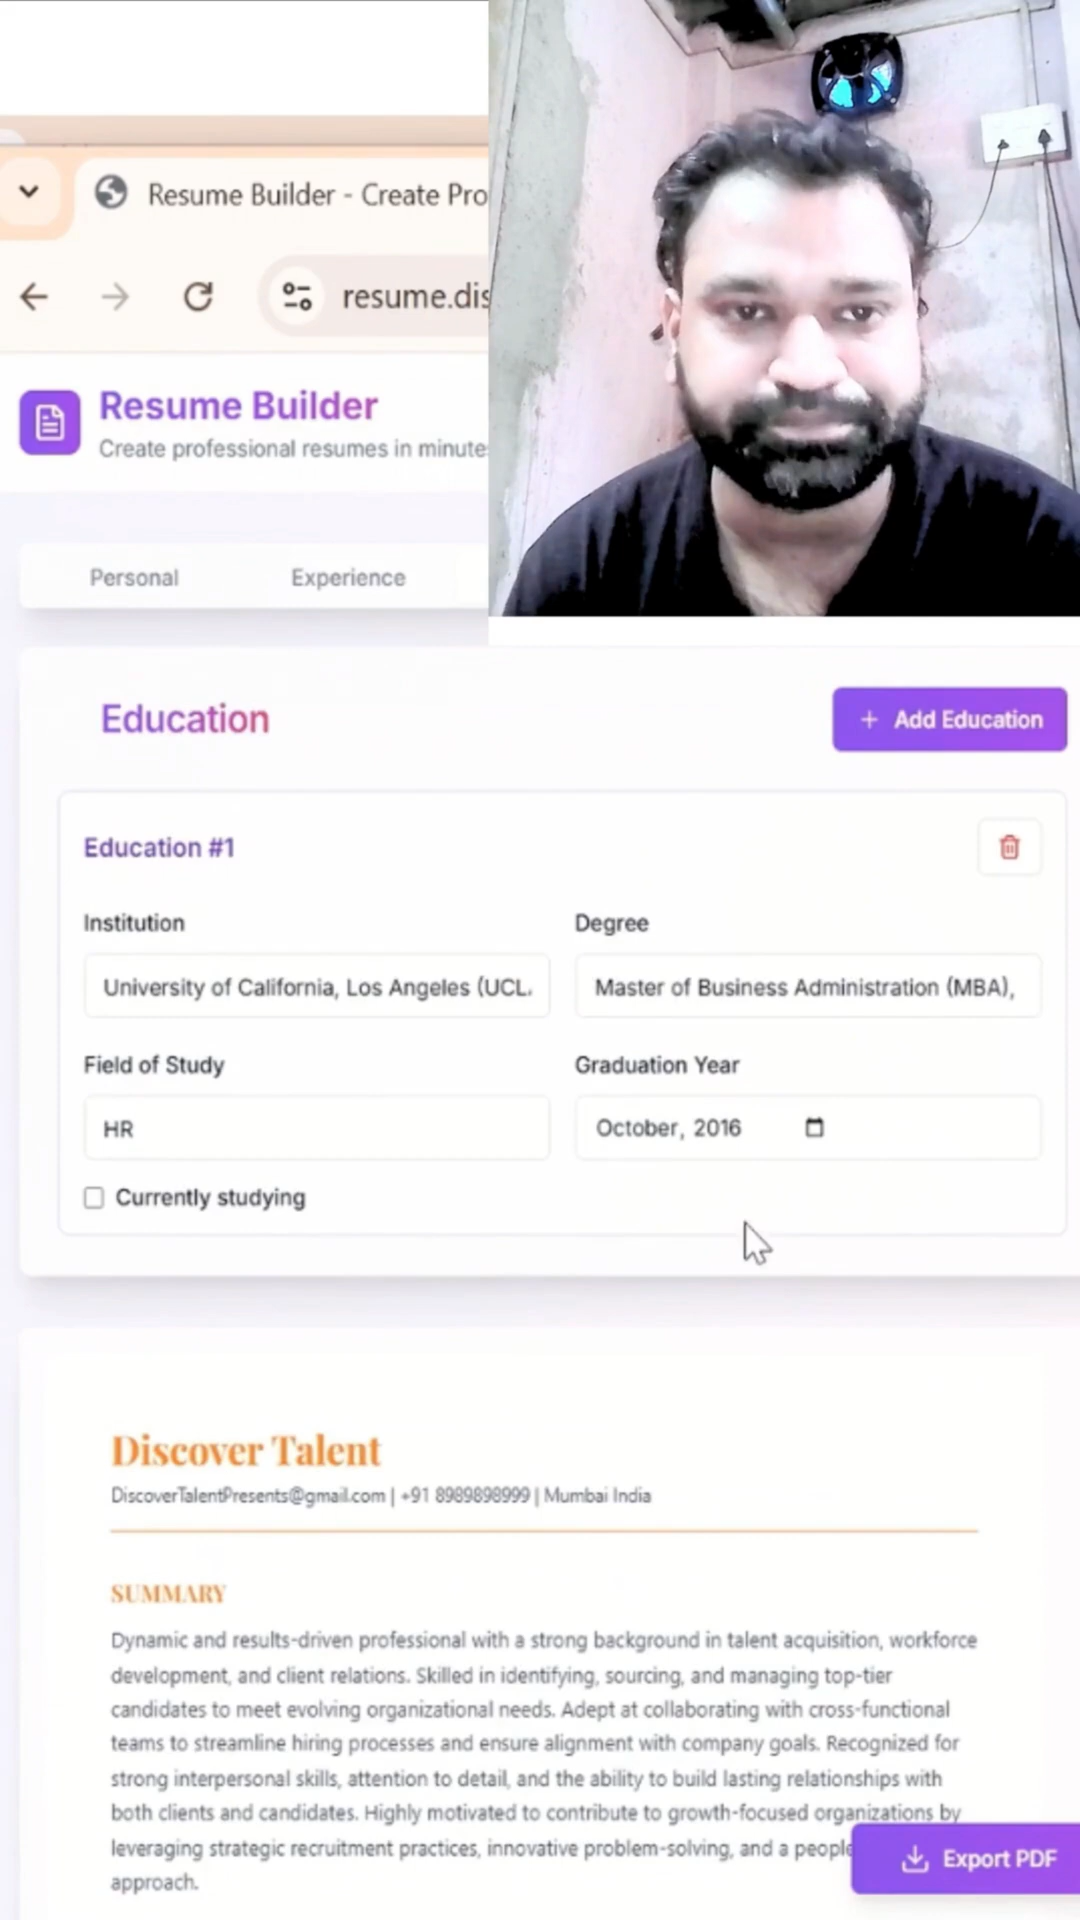 Resume Builder - Create Pro
resume.dis
Resume Builder
Create professional resumes in minute
Personal
Experience
Education
+ Add Education
Education #1
Institution
Degree
University of California, Los Angeles (UCL
Master of Business Administration (MBA),
Field of Study
Graduation Year
HR
October, 2016
Currently studying
Discover Talent
DiscoverTalentPresents@gmail.com | +91 8989898999 | Mumbai India
SUMMARY
Dynamic and results-driven professional with a strong background in talent acquisition, workforce
development, and client relations. Skilled in identifying, sourcing, and managing top-tier
candidates to meet evolving organizational needs. Adept at collaborating with cross-functional
teams to streamline hiring processes and ensure alignment with company goals. Recognized for
strong interpersonal skills, attention to detail, and the ability to build lasting relationships with
both clients and candidates. Highly motivated to contribute to growth-focused organizations by
leveraging strategic recruitment practices, innovative problem-solving, and a people
approach.
Export PDF